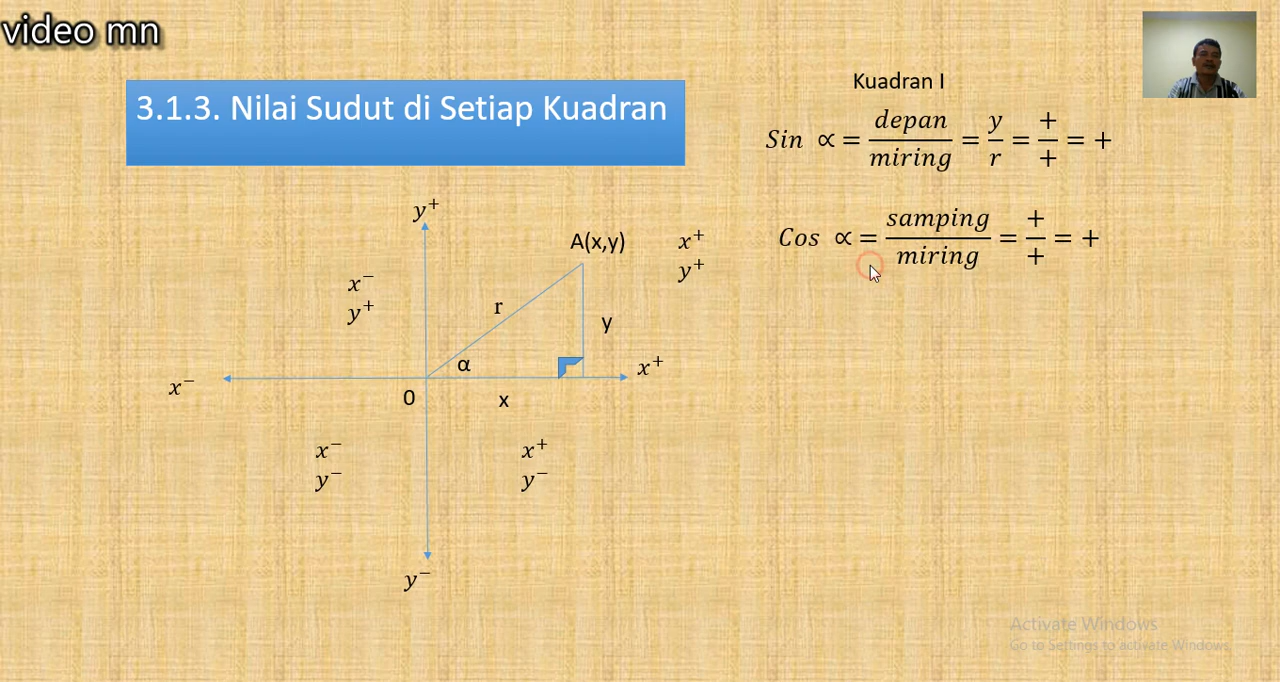 video mn
3.1.3. Nilai Sudut di Setiap Kuadran
Kuadran I
Sin ∝ = depan/miring = y/r = +/+ = +
Cos ∝ = samping/miring = +/+ = +
y⁺
A(x,y)
x⁺
y⁺
x⁻
y⁺
r
y
α
x⁺
x⁻
0
x
x⁻
y⁻
x⁺
y⁻
y⁻
Activate Windows
Go to Settings to activate Windows.